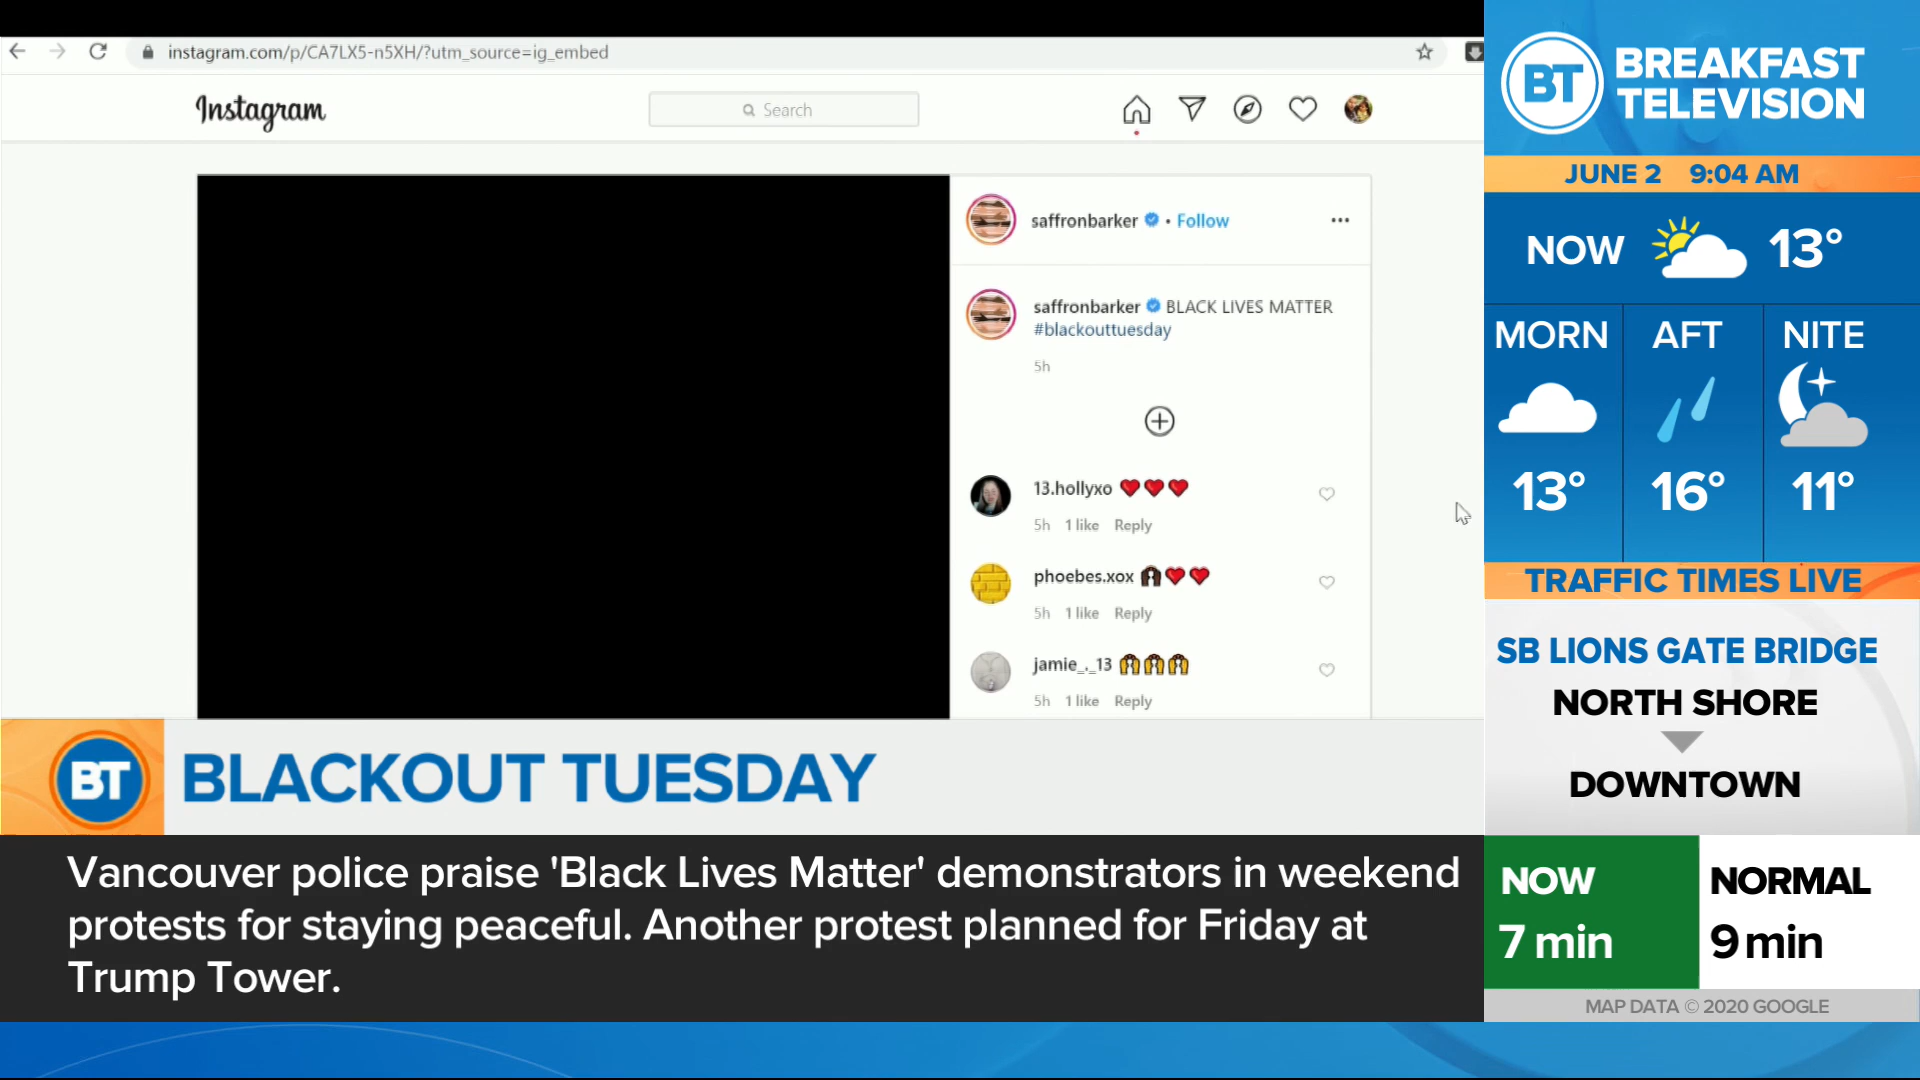 instagram.com/p/CA7LX5-n5XH/?utm_source=ig_embed
Instagram
Search
saffronbarker • Follow
saffronbarker BLACK LIVES MATTER
#blackouttuesday
5h
13.hollyxo ❤️❤️❤️
5h 1 like Reply
phoebes.xox ❤️❤️
5h 1 like Reply
jamie_._13
5h 1 like Reply
BT
BLACKOUT TUESDAY
Vancouver police praise 'Black Lives Matter' demonstrators in weekend
protests for staying peaceful. Another protest planned for Friday at
Trump Tower.
BT
BREAKFAST
TELEVISION
JUNE 2 9:04 AM
NOW 13°
MORN AFT NITE
13° 16° 11°
TRAFFIC TIMES LIVE
SB LIONS GATE BRIDGE
NORTH SHORE
DOWNTOWN
NOW NORMAL
7 min 9 min
MAP DATA © 2020 GOOGLE